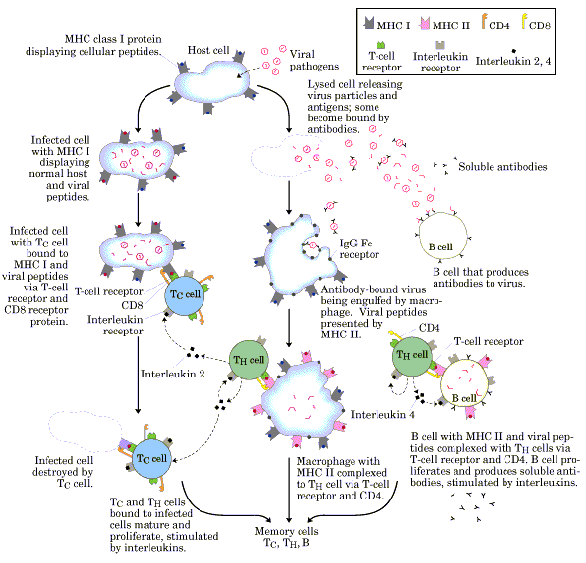 MHC class I protein
displaying cellular peptides.
Host cell
Viral
pathogens
MHC I
MHC II
CD4
CD8
T-cell
receptor
Interleukin
receptor
Interleukin 2, 4
Lysed cell releasing
virus particles and
antigens; some
become bound by
antibodies.
Infected cell
with MHC I
displaying
normal host
and viral
peptides.
Soluble antibodies
B cell
B cell that produces
antibodies to virus.
Infected cell
with TC cell
bound to
MHC I and
viral peptides
via T-cell
receptor and
CD8 receptor
protein.
IgG Fc
receptor
T-cell receptor
CD8
Interleukin
receptor
TC cell
Antibody-bound virus
being engulfed by macro-
phage. Viral peptides
presented by
MHC II.
CD4
T-cell receptor
TH cell
TH cell
B cell
Interleukin 2
Interleukin 4
Infected cell
destroyed by
TC cell.
TC cell
Macrophage with
MHC II complexed
to TH cell via T-cell
receptor and CD4.
B cell with MHC II and viral pep-
tides complexed with TH cells via
T-cell receptor and CD4. B cell pro-
liferates and produces soluble anti-
bodies, stimulated by interleukins.
TC and TH cells
bound to infected
cells mature and
proliferate, stimulated
by interleukins.
Memory cells
TC, TH, B